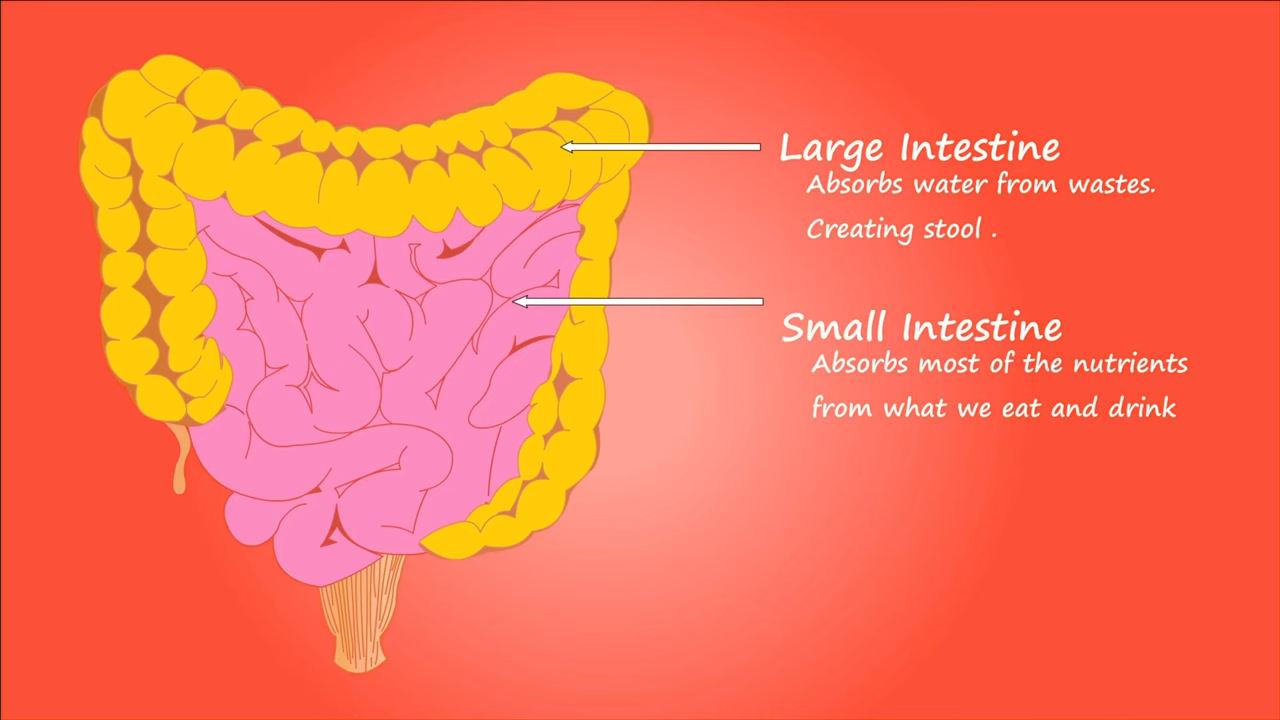 Large Intestine
Absorbs water from wastes.
Creating stool .
Small Intestine
Absorbs most of the nutrients
from what we eat and drink